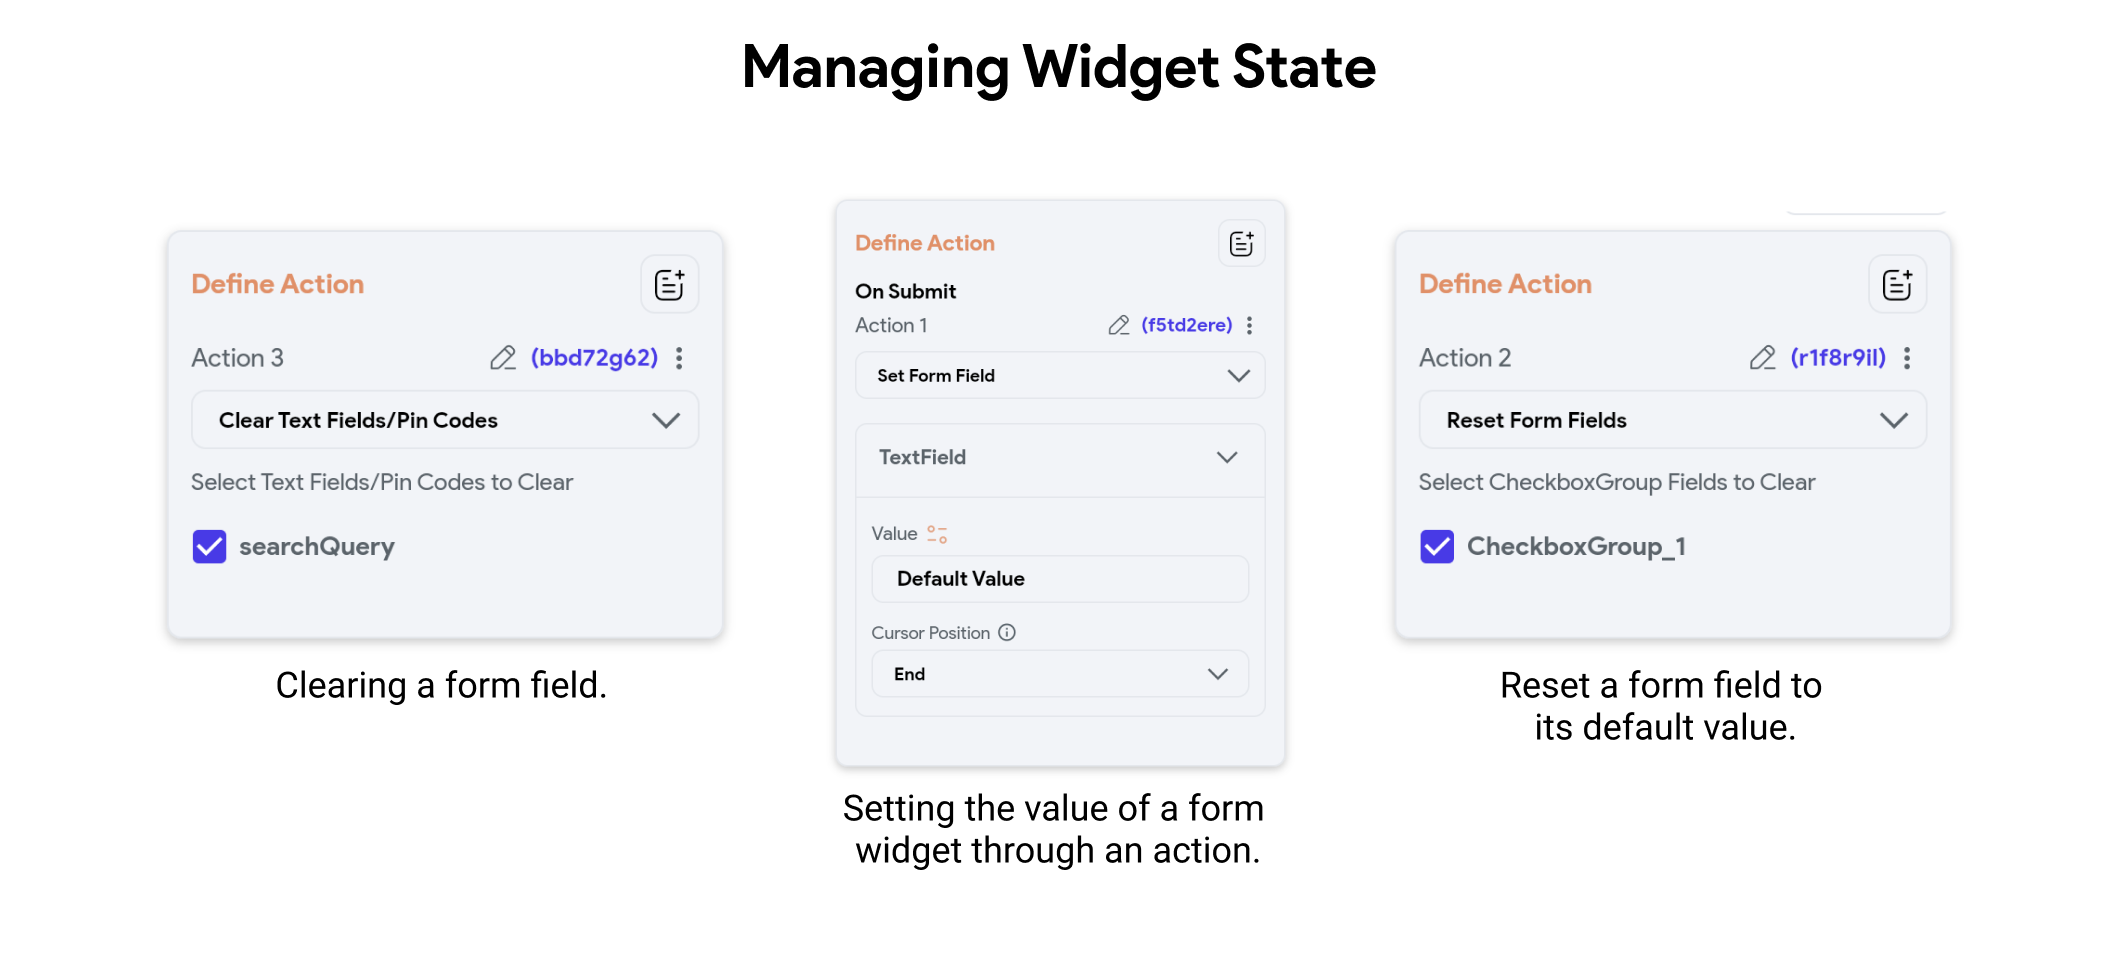 Managing Widget State
Define Action
Action 3 (bbd72g62)
Clear Text Fields/Pin Codes
Select Text Fields/Pin Codes to Clear
searchQuery
Clearing a form field.
Define Action
On Submit
Action 1 (f5td2ere)
Set Form Field
TextField
Value
Default Value
Cursor Position
End
Setting the value of a form
widget through an action.
Define Action
Action 2 (r1f8r9il)
Reset Form Fields
Select CheckboxGroup Fields to Clear
CheckboxGroup_1
Reset a form field to
its default value.